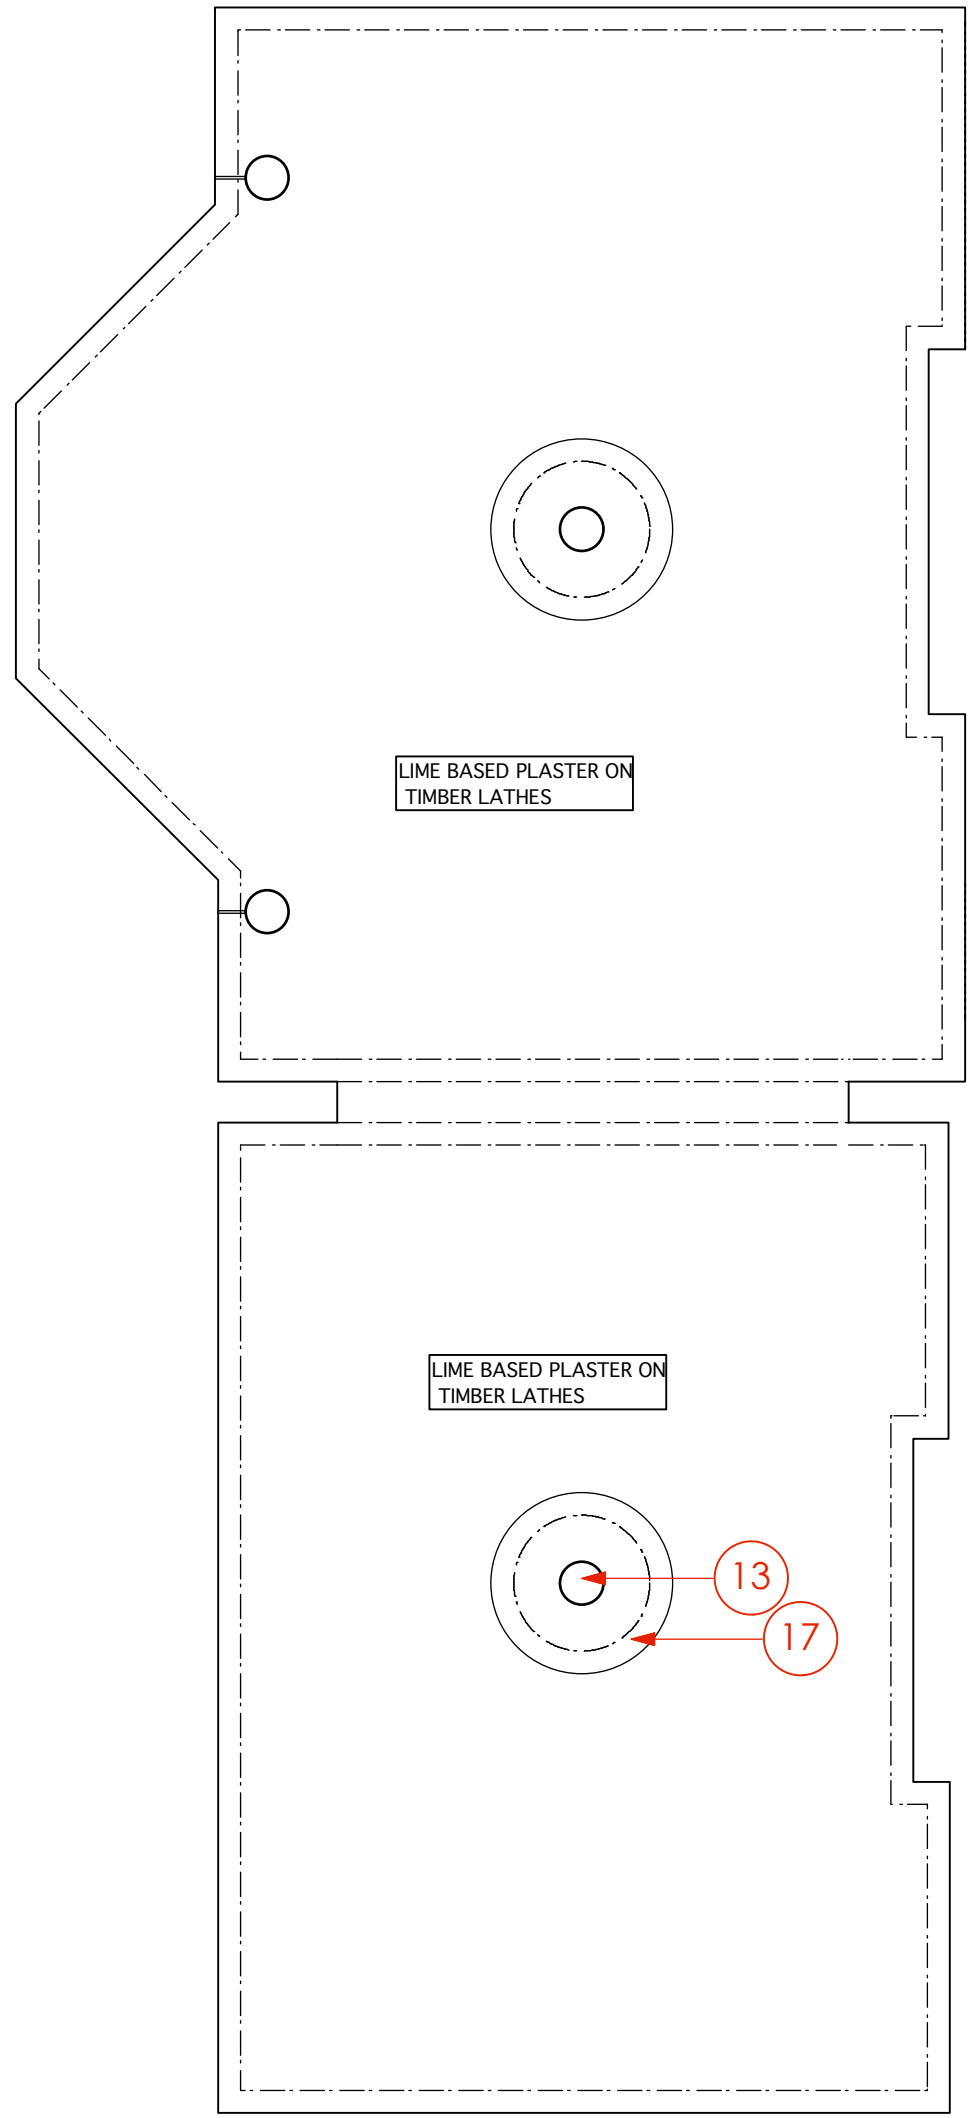 LIME BASED PLASTER ON
TIMBER LATHES
LIME BASED PLASTER ON
TIMBER LATHES
13
17